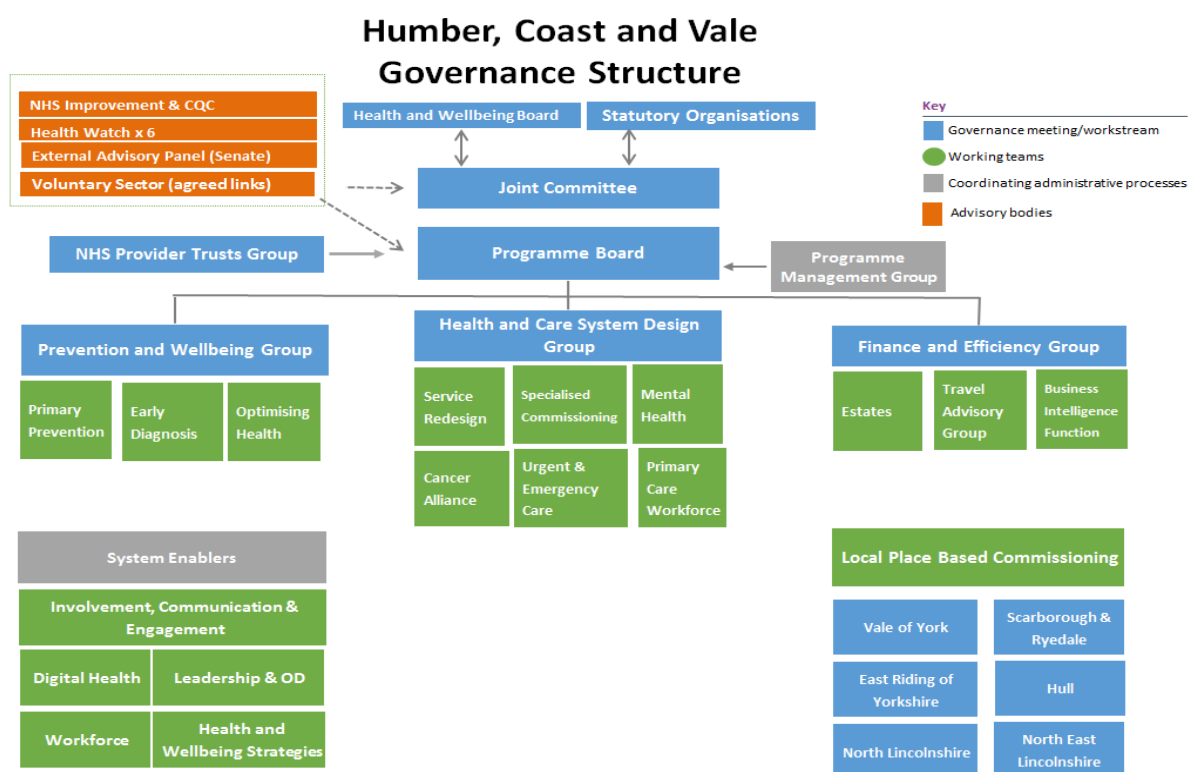 Humber, Coast and Vale
Governance Structure
NHS Improvement & CQC
Health Watch x 6
External Advisory Panel (Senate)
Voluntary Sector (agreed links)
Health and Wellbeing Board
Statutory Organisations
Key
Governance meeting/workstream
Working teams
Coordinating administrative processes
Advisory bodies
Joint Committee
NHS Provider Trusts Group
Programme Board
Programme
Management Group
Prevention and Wellbeing Group
Primary
Prevention
Early
Diagnosis
Optimising
Health
Health and Care System Design
Group
Service
Redesign
Specialised
Commissioning
Mental
Health
Cancer
Alliance
Urgent &
Emergency
Care
Primary
Care
Workforce
Finance and Efficiency Group
Estates
Travel
Advisory
Group
Business
Intelligence
Function
System Enablers
Involvement, Communication &
Engagement
Digital Health
Leadership & OD
Workforce
Health and
Wellbeing Strategies
Local Place Based Commissioning
Vale of York
Scarborough &
Ryedale
East Riding of
Yorkshire
Hull
North Lincolnshire
North East
Lincolnshire